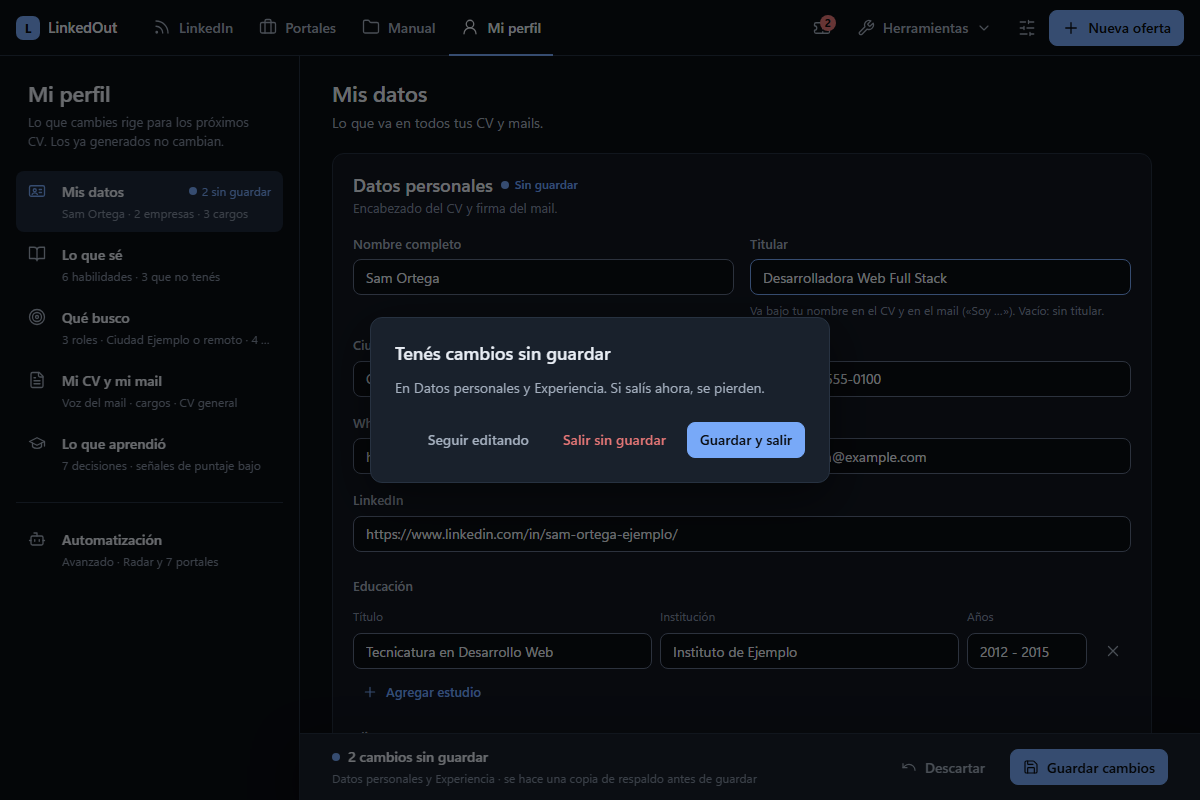 L LinkedOut LinkedIn Portales Manual Mi perfil 2 Herramientas Nueva oferta
Mi perfil
Lo que cambies rige para los próximos
CV. Los ya generados no cambian.
Mis datos 2 sin guardar
Sam Ortega · 2 empresas · 3 cargos
Lo que sé
6 habilidades · 3 que no tenés
Qué busco
3 roles · Ciudad Ejemplo o remoto · 4 ...
Mi CV y mi mail
Voz del mail · cargos · CV general
Lo que aprendió
7 decisiones · señales de puntaje bajo
Automatización
Avanzado · Radar y 7 portales
Mis datos
Lo que va en todos tus CV y mails.
Datos personales Sin guardar
Encabezado del CV y firma del mail.
Nombre completo Titular
Sam Ortega Desarrolladora Web Full Stack
Va bajo tu nombre en el CV y en el mail («Soy ...»). Vacío: sin titular.
Tenés cambios sin guardar
En Datos personales y Experiencia. Si salís ahora, se pierden.
Seguir editando Salir sin guardar Guardar y salir
555-0100
@example.com
LinkedIn
https://www.linkedin.com/in/sam-ortega-ejemplo/
Educación
Título Institución Años
Tecnicatura en Desarrollo Web Instituto de Ejemplo 2012 - 2015
Agregar estudio
2 cambios sin guardar
Datos personales y Experiencia · se hace una copia de respaldo antes de guardar
Descartar Guardar cambios